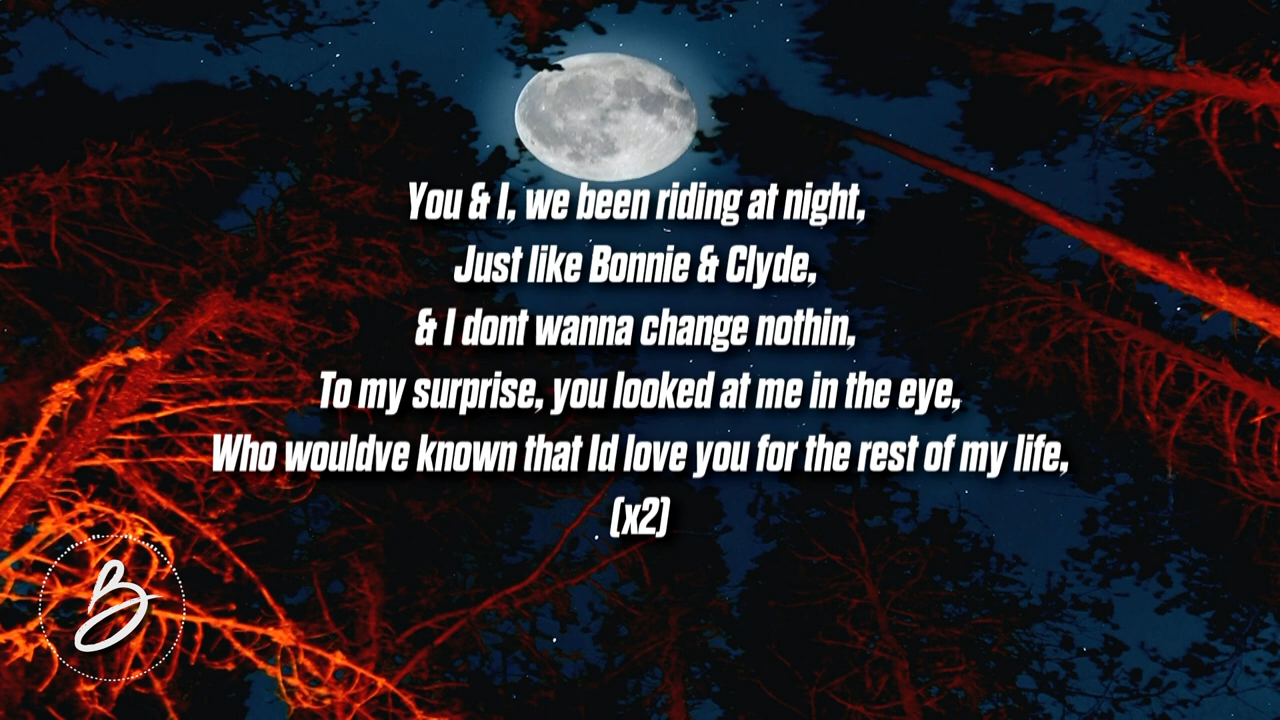 You & I, we been riding at night,
Just like Bonnie & Clyde,
& I dont wanna change nothin,
To my surprise, you looked at me in the eye,
Who wouldve known that Id love you for the rest of my life,
(x2)
B